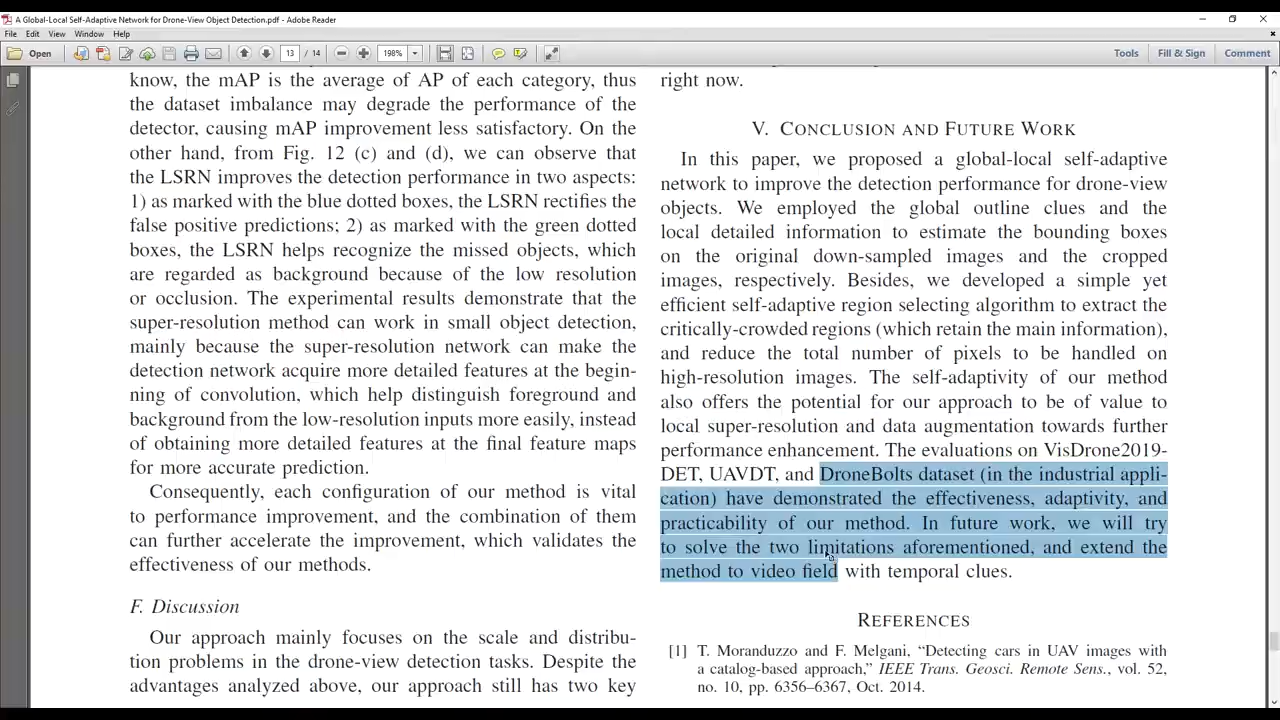 A Global-Local Self-Adaptive Network for Drone-View Object Detection.pdf - Adobe Reader
File Edit View Window Help
Open
13 / 14
198%
Tools Fill & Sign Comment
know, the mAP is the average of AP of each category, thus
the dataset imbalance may degrade the performance of the
detector, causing mAP improvement less satisfactory. On the
other hand, from Fig. 12 (c) and (d), we can observe that
the LSRN improves the detection performance in two aspects:
1) as marked with the blue dotted boxes, the LSRN rectifies the
false positive predictions; 2) as marked with the green dotted
boxes, the LSRN helps recognize the missed objects, which
are regarded as background because of the low resolution
or occlusion. The experimental results demonstrate that the
super-resolution method can work in small object detection,
mainly because the super-resolution network can make the
detection network acquire more detailed features at the begin-
ning of convolution, which help distinguish foreground and
background from the low-resolution inputs more easily, instead
of obtaining more detailed features at the final feature maps
for more accurate prediction.
Consequently, each configuration of our method is vital
to performance improvement, and the combination of them
can further accelerate the improvement, which validates the
effectiveness of our methods.
F. Discussion
Our approach mainly focuses on the scale and distribu-
tion problems in the drone-view detection tasks. Despite the
advantages analyzed above, our approach still has two key
right now.
V. CONCLUSION AND FUTURE WORK
In this paper, we proposed a global-local self-adaptive
network to improve the detection performance for drone-view
objects. We employed the global outline clues and the
local detailed information to estimate the bounding boxes
on the original down-sampled images and the cropped
images, respectively. Besides, we developed a simple yet
efficient self-adaptive region selecting algorithm to extract the
critically-crowded regions (which retain the main information),
and reduce the total number of pixels to be handled on
high-resolution images. The self-adaptivity of our method
also offers the potential for our approach to be of value to
local super-resolution and data augmentation towards further
performance enhancement. The evaluations on VisDrone2019-
DET, UAVDT, and DroneBolts dataset (in the industrial appli-
cation) have demonstrated the effectiveness, adaptivity, and
practicability of our method. In future work, we will try
to solve the two limitations aforementioned, and extend the
method to video field with temporal clues.
REFERENCES
[1] T. Moranduzzo and F. Melgani, “Detecting cars in UAV images with
a catalog-based approach,” IEEE Trans. Geosci. Remote Sens., vol. 52,
no. 10, pp. 6356–6367, Oct. 2014.